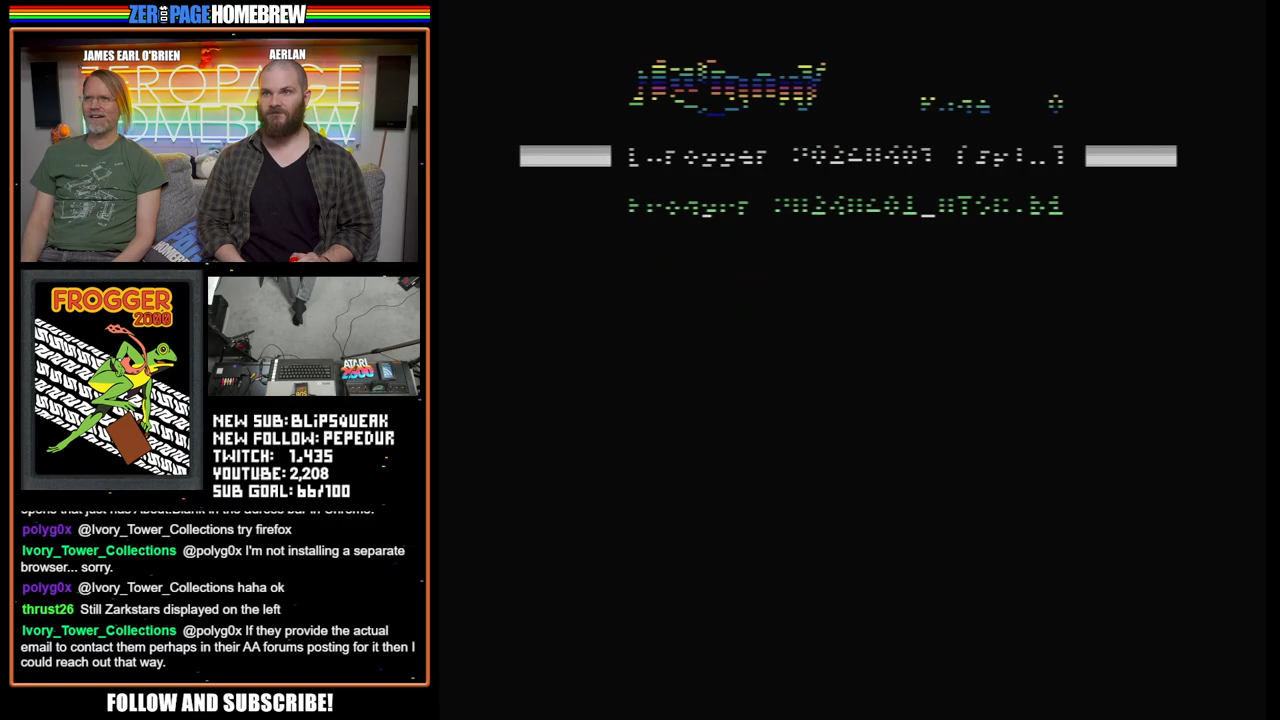 ZEROPAGE HOMEBREW
JAMES EARL O'BRIEN
AERLAN
ZEROPAGE
HOMEBREW
FROGGER
2000
ATARI
2600
NEW SUB: BLIPSQUEAK
NEW FOLLOW: PEPEDUR
TWITCH: 1,435
YOUTUBE: 2,208
SUB GOAL: 66/100
polyg0x @Ivory_Tower_Collections try firefox
Ivory_Tower_Collections @polyg0x I'm not installing a separate
browser... sorry.
polyg0x @Ivory_Tower_Collections haha ok
thrust26 Still Zarkstars displayed on the left
Ivory_Tower_Collections @polyg0x If they provide the actual
email to contact them perhaps in their AA forums posting for it then I
could reach out that way.
FOLLOW AND SUBSCRIBE!